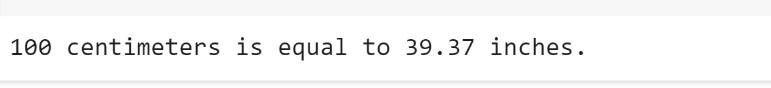 100 centimeters is equal to 39.37 inches.